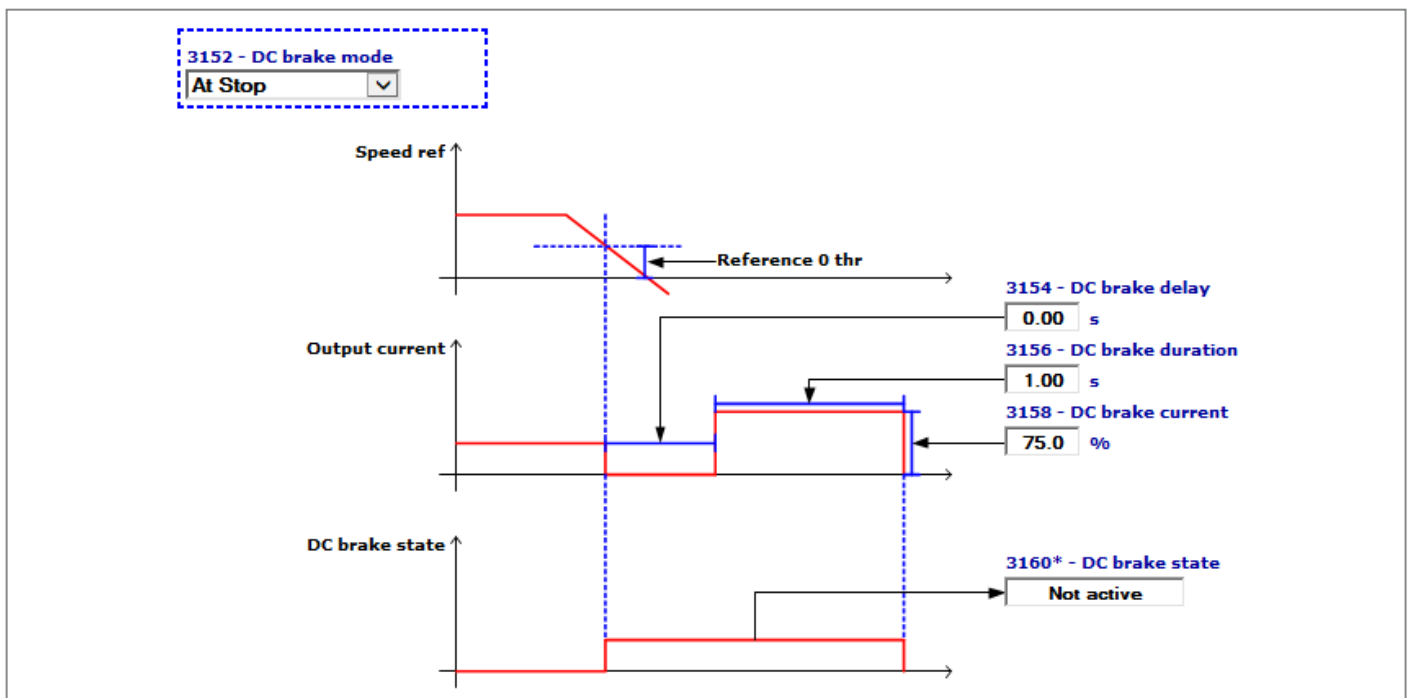 3152 - DC brake mode
At Stop
Speed ref
Reference 0 thr
3154 - DC brake delay
0.00 s
Output current
3156 - DC brake duration
1.00 s
3158 - DC brake current
75.0 %
DC brake state
3160* - DC brake state
Not active